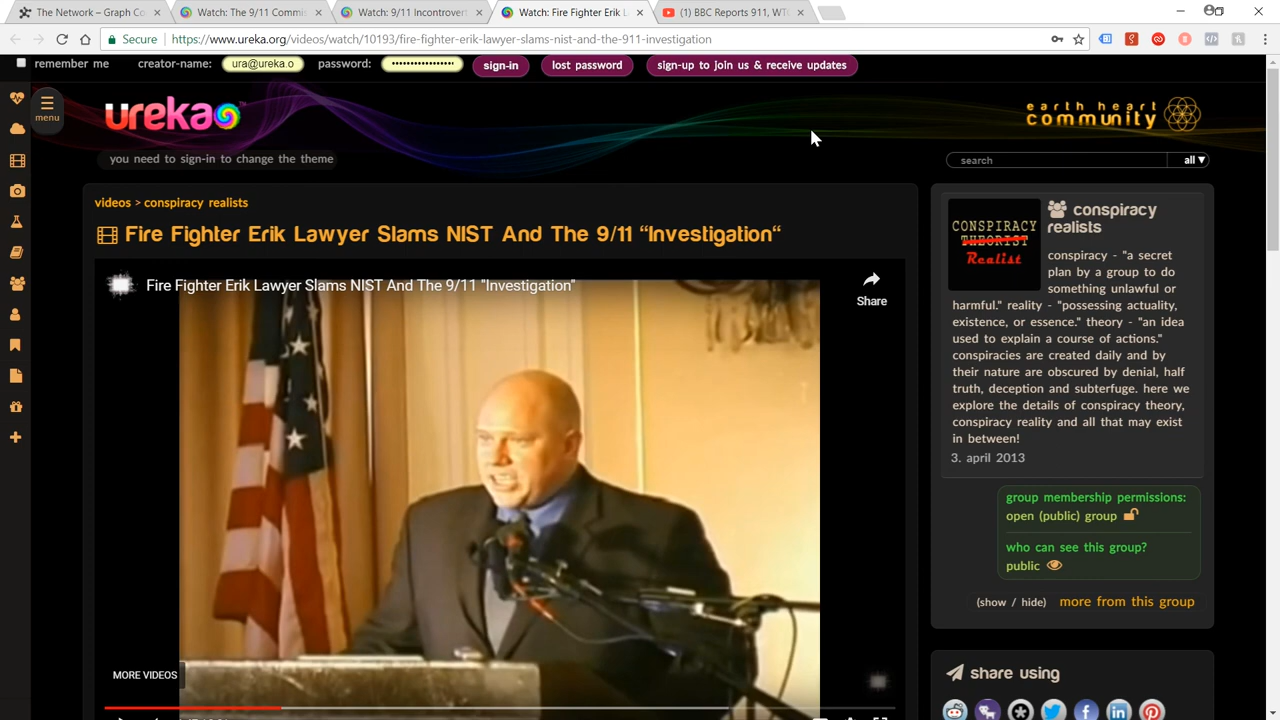 The Network – Graph Co
Watch: The 9/11 Commis
Watch: 9/11 Incontrovert
Watch: Fire Fighter Erik L
(1) BBC Reports 911, WT
Secure
https://www.ureka.org/videos/watch/10193/fire-fighter-erik-lawyer-slams-nist-and-the-911-investigation
remember me
creator-name:
ura@ureka.o
password:
sign-in
lost password
sign-up to join us & receive updates
menu
ureka
earth heart
community
you need to sign-in to change the theme
search
all▼
videos > conspiracy realists
Fire Fighter Erik Lawyer Slams NIST And The 9/11 “Investigation“
Fire Fighter Erik Lawyer Slams NIST And The 9/11 "Investigation"
Share
MORE VIDEOS
CONSPIRACY
THEORIST
Realist
conspiracy
realists
conspiracy - "a secret
plan by a group to do
something unlawful or
harmful." reality - "possessing actuality,
existence, or essence." theory - "an idea
used to explain a course of actions."
conspiracies are created daily and by
their nature are obscured by denial, half
truth, deception and subterfuge. here we
explore the details of conspiracy theory,
conspiracy reality and all that may exist
in between!
3. april 2013
group membership permissions:
open (public) group
who can see this group?
public
(show / hide)
more from this group
share using